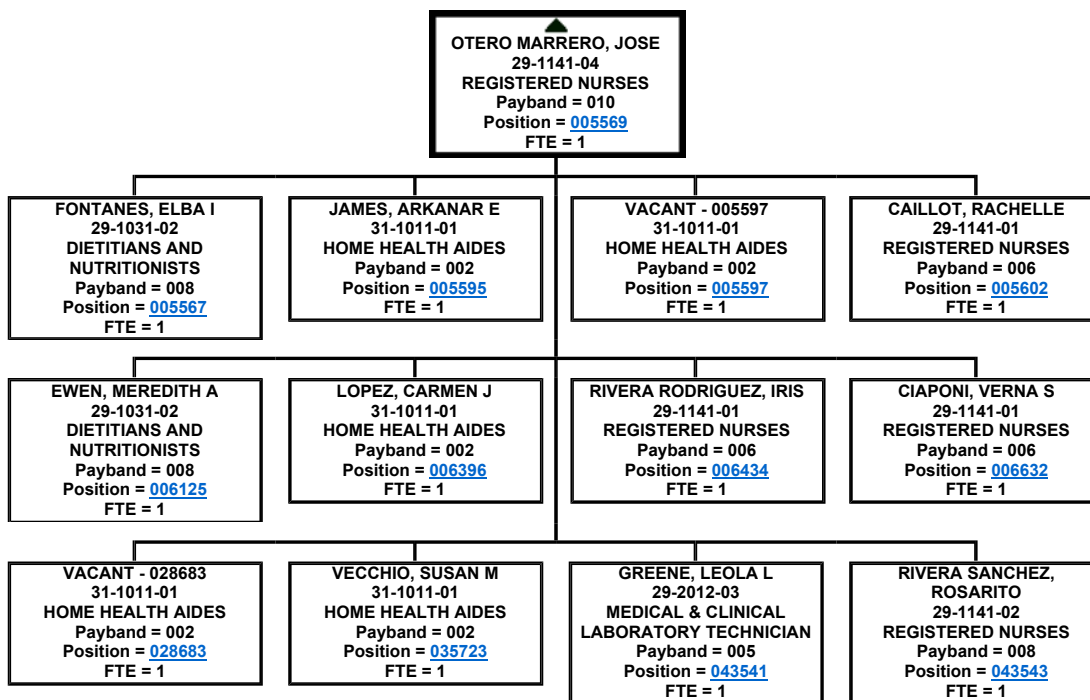 OTERO MARRERO, JOSE
29-1141-04
REGISTERED NURSES
Payband = 010
Position = 005569
FTE = 1
FONTANES, ELBA I
29-1031-02
DIETITIANS AND
NUTRITIONISTS
Payband = 008
Position = 005567
FTE = 1
JAMES, ARKANAR E
31-1011-01
HOME HEALTH AIDES
Payband = 002
Position = 005595
FTE = 1
VACANT - 005597
31-1011-01
HOME HEALTH AIDES
Payband = 002
Position = 005597
FTE = 1
CAILLOT, RACHELLE
29-1141-01
REGISTERED NURSES
Payband = 006
Position = 005602
FTE = 1
EWEN, MEREDITH A
29-1031-02
DIETITIANS AND
NUTRITIONISTS
Payband = 008
Position = 006125
FTE = 1
LOPEZ, CARMEN J
31-1011-01
HOME HEALTH AIDES
Payband = 002
Position = 006396
FTE = 1
RIVERA RODRIGUEZ, IRIS
29-1141-01
REGISTERED NURSES
Payband = 006
Position = 006434
FTE = 1
CIAPONI, VERNA S
29-1141-01
REGISTERED NURSES
Payband = 006
Position = 006632
FTE = 1
VACANT - 028683
31-1011-01
HOME HEALTH AIDES
Payband = 002
Position = 028683
FTE = 1
VECCHIO, SUSAN M
31-1011-01
HOME HEALTH AIDES
Payband = 002
Position = 035723
FTE = 1
GREENE, LEOLA L
29-2012-03
MEDICAL & CLINICAL
LABORATORY TECHNICIAN
Payband = 005
Position = 043541
FTE = 1
RIVERA SANCHEZ,
ROSARITO
29-1141-02
REGISTERED NURSES
Payband = 008
Position = 043543
FTE = 1